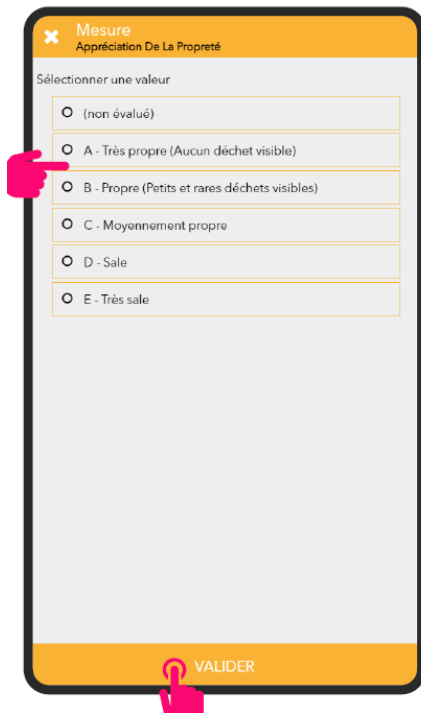 Mesure
Appréciation De La Propreté
Sélectionner une valeur
(non évalué)
A - Très propre (Aucun déchet visible)
B - Propre (Petits et rares déchets visibles)
C - Moyennement propre
D - Sale
E - Très sale
VALIDER